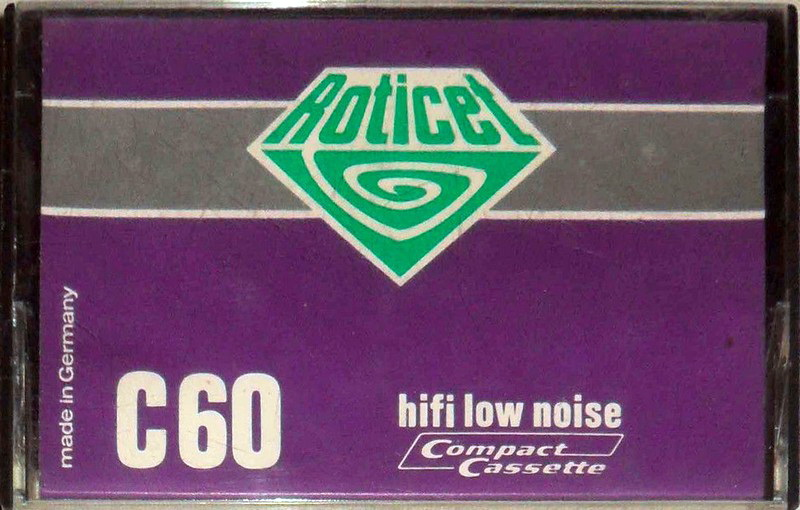 Roticet
made in Germany
C60
hifi low noise
Compact
Cassette